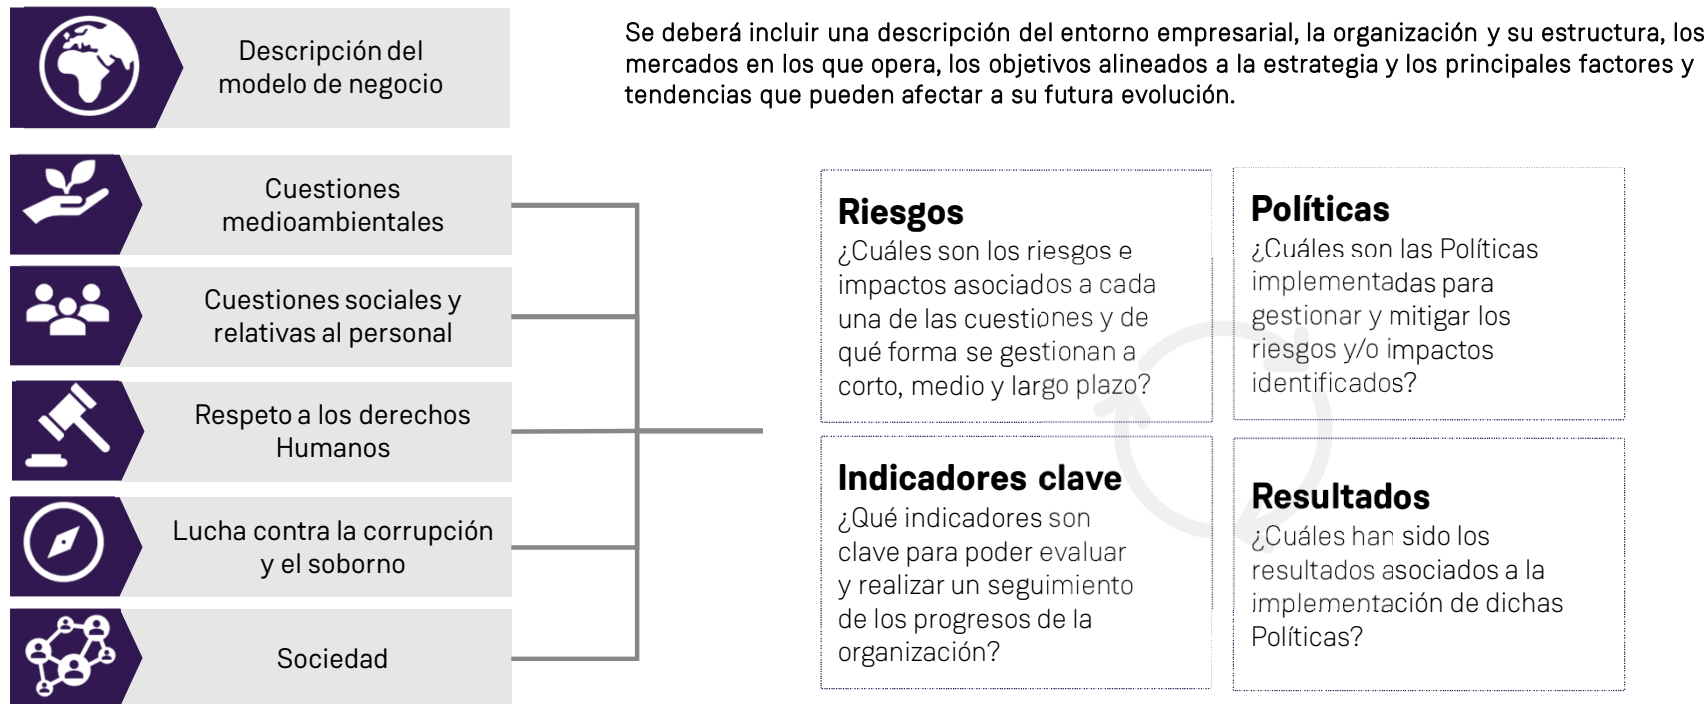 Descripción del
modelo de negocio
Se deberá incluir una descripción del entorno empresarial, la organización y su estructura, los
mercados en los que opera, los objetivos alineados a la estrategia y los principales factores y
tendencias que pueden afectar a su futura evolución.
Cuestiones
medioambientales
Cuestiones sociales y
relativas al personal
Respeto a los derechos
Humanos
Lucha contra la corrupción
y el soborno
Sociedad
Riesgos
¿Cuáles son los riesgos e
impactos asociados a cada
una de las cuestiones y de
qué forma se gestionan a
corto, medio y largo plazo?
Políticas
¿Cuáles son las Políticas
implementadas para
gestionar y mitigar los
riesgos y/o impactos
identificados?
Indicadores clave
¿Qué indicadores son
clave para poder evaluar
y realizar un seguimiento
de los progresos de la
organización?
Resultados
¿Cuáles han sido los
resultados asociados a la
implementación de dichas
Políticas?